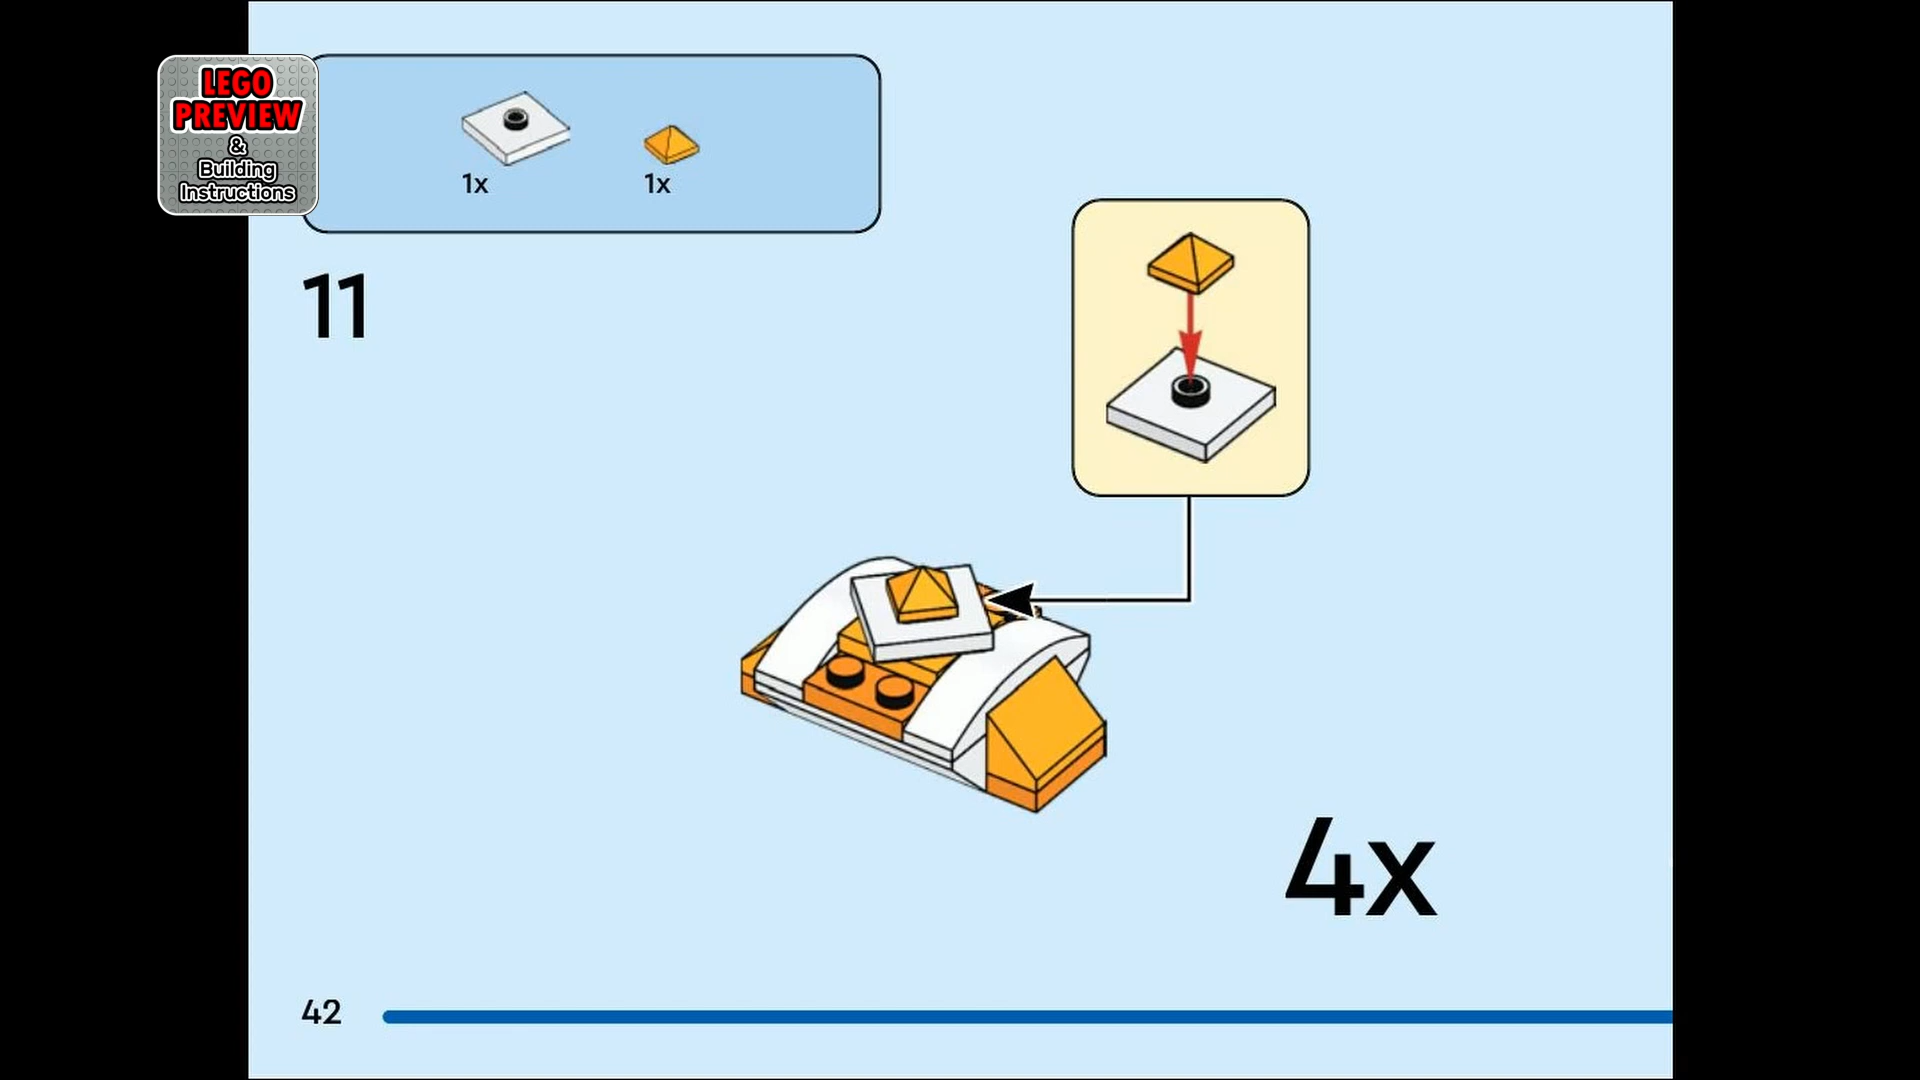 LEGO
PREVIEW
&
Building
Instructions
1x 1x
11
4x
42